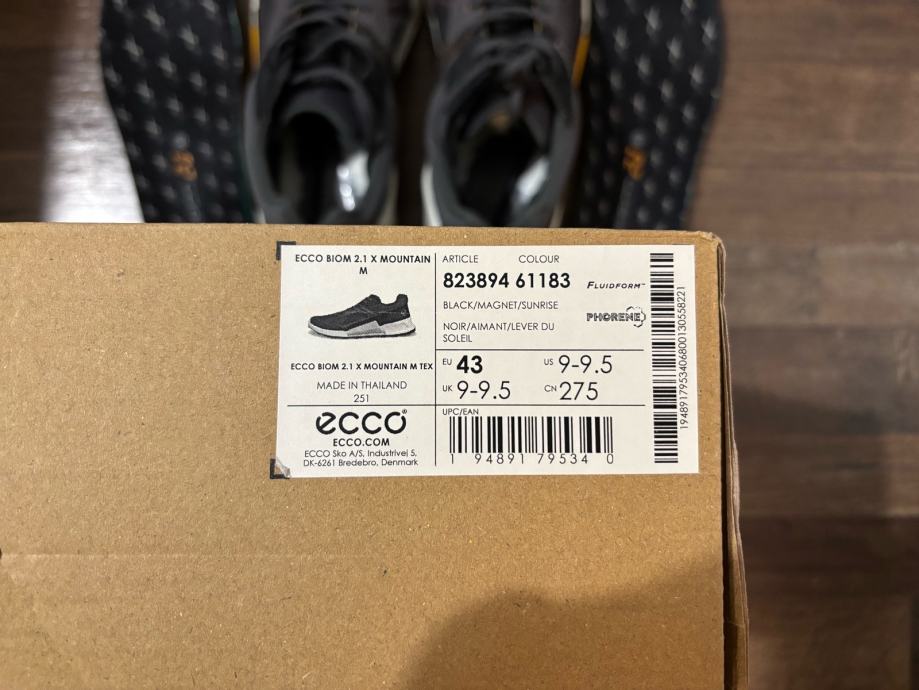 ECCO BIOM 2.1 X MOUNTAIN
M
ECCO BIOM 2.1 X MOUNTAIN M TEX
MADE IN THAILAND
251
ecco®
ECCO.COM
ECCO Sko A/S, Industrivej 5,
DK-6261 Bredebro, Denmark
ARTICLE COLOUR
823894 61183
BLACK/MAGNET/SUNRISE
NOIR/AIMANT/LEVER DU
SOLEIL
FLUIDFORM™
PHORENE
EU 43 US 9-9.5
UK 9-9.5 CN 275
UPC/EAN
1 94891 79534 0
19489179534068001305​58221